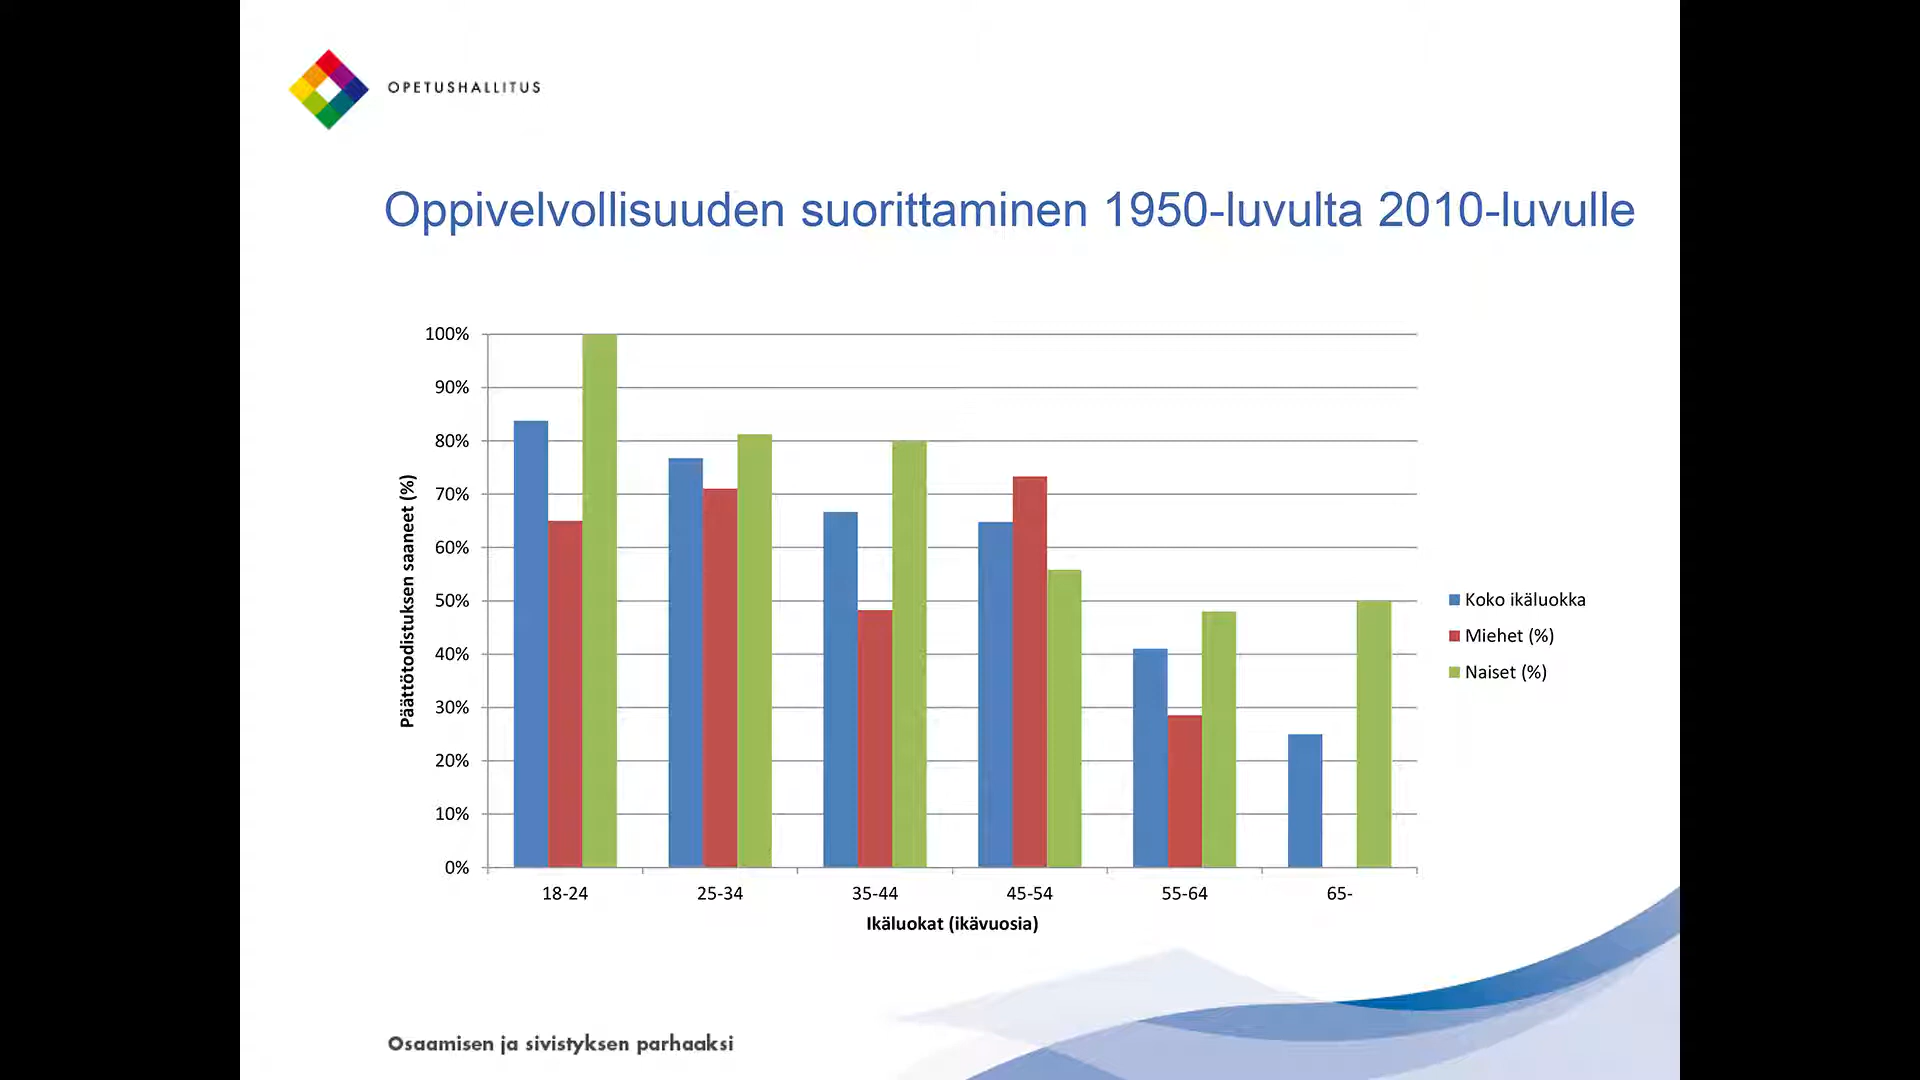 OPETUSHALLITUS
Oppivelvollisuuden suorittaminen 1950-luvulta 2010-luvulle
100%
90%
80%
70%
60%
50%
40%
30%
20%
10%
0%
Päättötodistuksen saaneet (%)
18-24
25-34
35-44
45-54
55-64
65-
Ikäluokat (ikävuosia)
Koko ikäluokka
Miehet (%)
Naiset (%)
Osaamisen ja sivistyksen parhaaksi